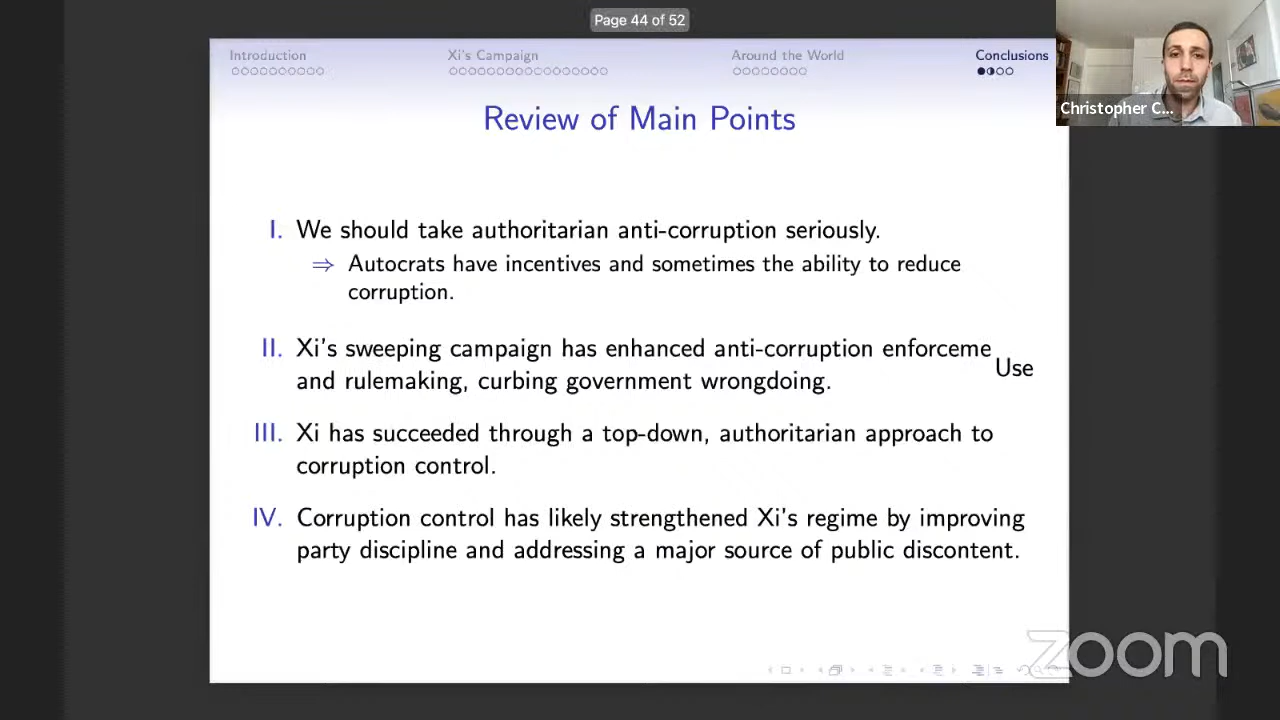 Page 44 of 52
Introduction
Xi's Campaign
Around the World
Conclusions
Christopher C...
Review of Main Points
I. We should take authoritarian anti-corruption seriously.
⇒ Autocrats have incentives and sometimes the ability to reduce
corruption.
II. Xi's sweeping campaign has enhanced anti-corruption enforceme
Use
and rulemaking, curbing government wrongdoing.
III. Xi has succeeded through a top-down, authoritarian approach to
corruption control.
IV. Corruption control has likely strengthened Xi's regime by improving
party discipline and addressing a major source of public discontent.
zoom